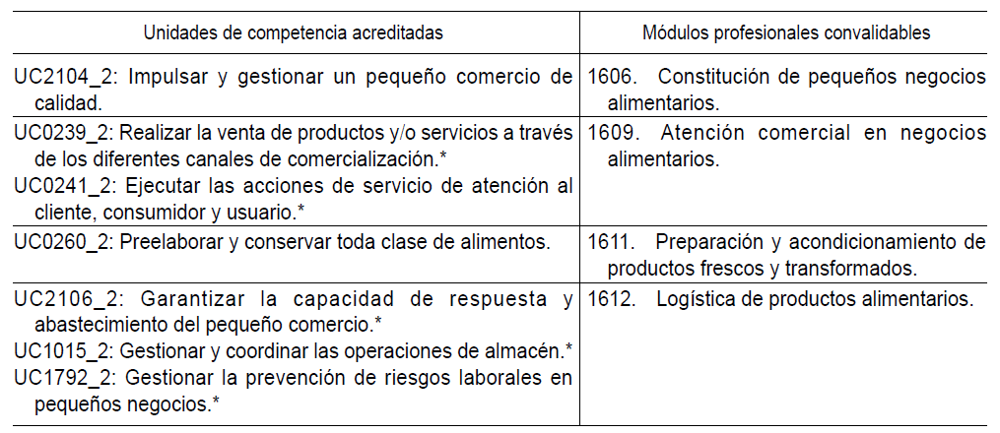 Unidades de competencia acreditadas
Módulos profesionales convalidables
UC2104_2: Impulsar y gestionar un pequeño comercio de
calidad.
1606. Constitución de pequeños negocios
alimentarios.
UC0239_2: Realizar la venta de productos y/o servicios a través
de los diferentes canales de comercialización.*
UC0241_2: Ejecutar las acciones de servicio de atención al
cliente, consumidor y usuario.*
1609. Atención comercial en negocios
alimentarios.
UC0260_2: Preelaborar y conservar toda clase de alimentos.
1611. Preparación y acondicionamiento de
productos frescos y transformados.
UC2106_2: Garantizar la capacidad de respuesta y
abastecimiento del pequeño comercio.*
UC1015_2: Gestionar y coordinar las operaciones de almacén.*
UC1792_2: Gestionar la prevención de riesgos laborales en
pequeños negocios.*
1612. Logística de productos alimentarios.